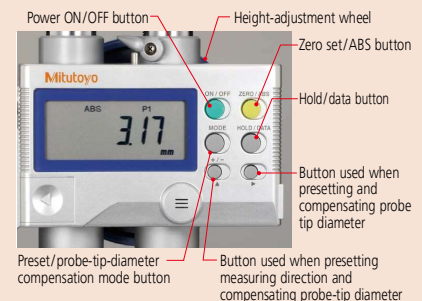 Power ON/OFF button
Height-adjustment wheel
Zero set/ABS button
Mitutoyo
ON / OFF
ZERO / ABS
ABS
P1
3.17
mm
Hold/data button
MODE
HOLD / DATA
+ / −
Button used when
presetting and
compensating probe
tip diameter
Preset/probe-tip-diameter
compensation mode button
Button used when presetting
measuring direction and
compensating probe-tip diameter